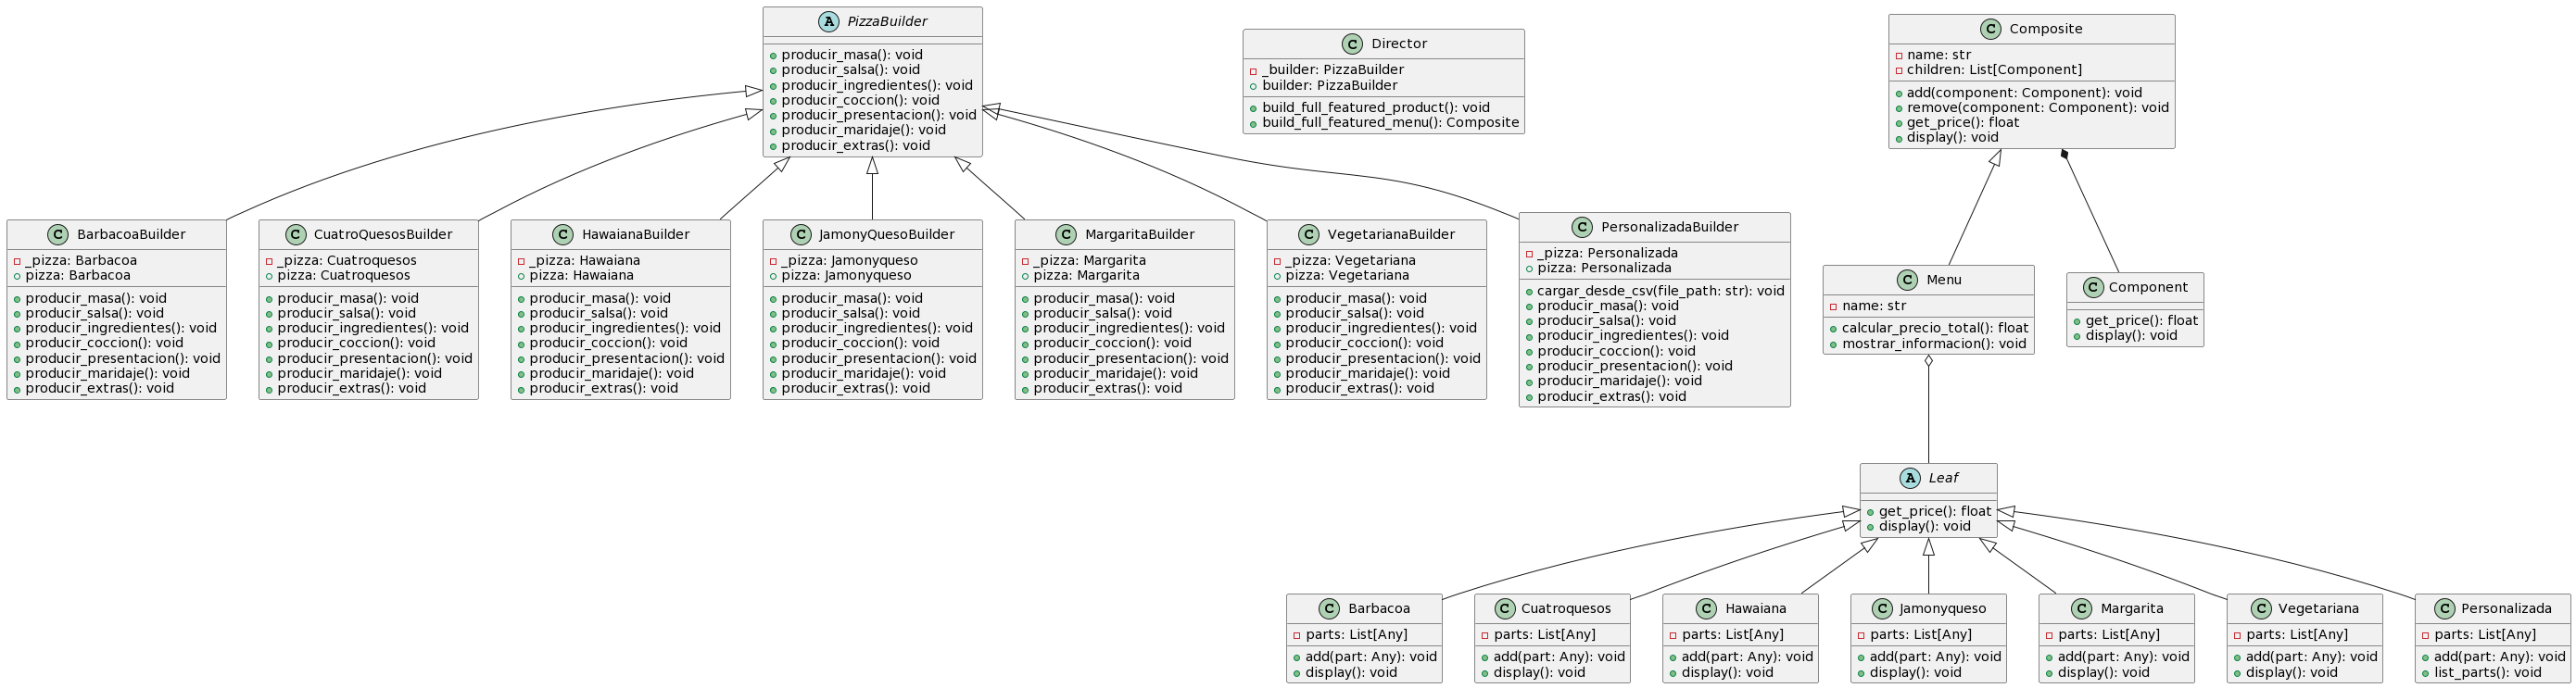 PizzaBuilder
producir_masa(): void
producir_salsa(): void
producir_ingredientes(): void
producir_coccion(): void
producir_presentacion(): void
producir_maridaje(): void
producir_extras(): void
Director
_builder: PizzaBuilder
builder: PizzaBuilder
build_full_featured_product(): void
build_full_featured_menu(): Composite
Composite
name: str
children: List[Component]
add(component: Component): void
remove(component: Component): void
get_price(): float
display(): void
BarbacoaBuilder
_pizza: Barbacoa
pizza: Barbacoa
producir_masa(): void
producir_salsa(): void
producir_ingredientes(): void
producir_coccion(): void
producir_presentacion(): void
producir_maridaje(): void
producir_extras(): void
CuatroQuesosBuilder
_pizza: Cuatroquesos
pizza: Cuatroquesos
producir_masa(): void
producir_salsa(): void
producir_ingredientes(): void
producir_coccion(): void
producir_presentacion(): void
producir_maridaje(): void
producir_extras(): void
HawaianaBuilder
_pizza: Hawaiana
pizza: Hawaiana
producir_masa(): void
producir_salsa(): void
producir_ingredientes(): void
producir_coccion(): void
producir_presentacion(): void
producir_maridaje(): void
producir_extras(): void
JamonyQuesoBuilder
_pizza: Jamonyqueso
pizza: Jamonyqueso
producir_masa(): void
producir_salsa(): void
producir_ingredientes(): void
producir_coccion(): void
producir_presentacion(): void
producir_maridaje(): void
producir_extras(): void
MargaritaBuilder
_pizza: Margarita
pizza: Margarita
producir_masa(): void
producir_salsa(): void
producir_ingredientes(): void
producir_coccion(): void
producir_presentacion(): void
producir_maridaje(): void
producir_extras(): void
VegetarianaBuilder
_pizza: Vegetariana
pizza: Vegetariana
producir_masa(): void
producir_salsa(): void
producir_ingredientes(): void
producir_coccion(): void
producir_presentacion(): void
producir_maridaje(): void
producir_extras(): void
PersonalizadaBuilder
_pizza: Personalizada
pizza: Personalizada
cargar_desde_csv(file_path: str): void
producir_masa(): void
producir_salsa(): void
producir_ingredientes(): void
producir_coccion(): void
producir_presentacion(): void
producir_maridaje(): void
producir_extras(): void
Menu
name: str
calcular_precio_total(): float
mostrar_informacion(): void
Component
get_price(): float
display(): void
Leaf
get_price(): float
display(): void
Barbacoa
parts: List[Any]
add(part: Any): void
display(): void
Cuatroquesos
parts: List[Any]
add(part: Any): void
display(): void
Hawaiana
parts: List[Any]
add(part: Any): void
display(): void
Jamonyqueso
parts: List[Any]
add(part: Any): void
display(): void
Margarita
parts: List[Any]
add(part: Any): void
display(): void
Vegetariana
parts: List[Any]
add(part: Any): void
display(): void
Personalizada
parts: List[Any]
add(part: Any): void
list_parts(): void